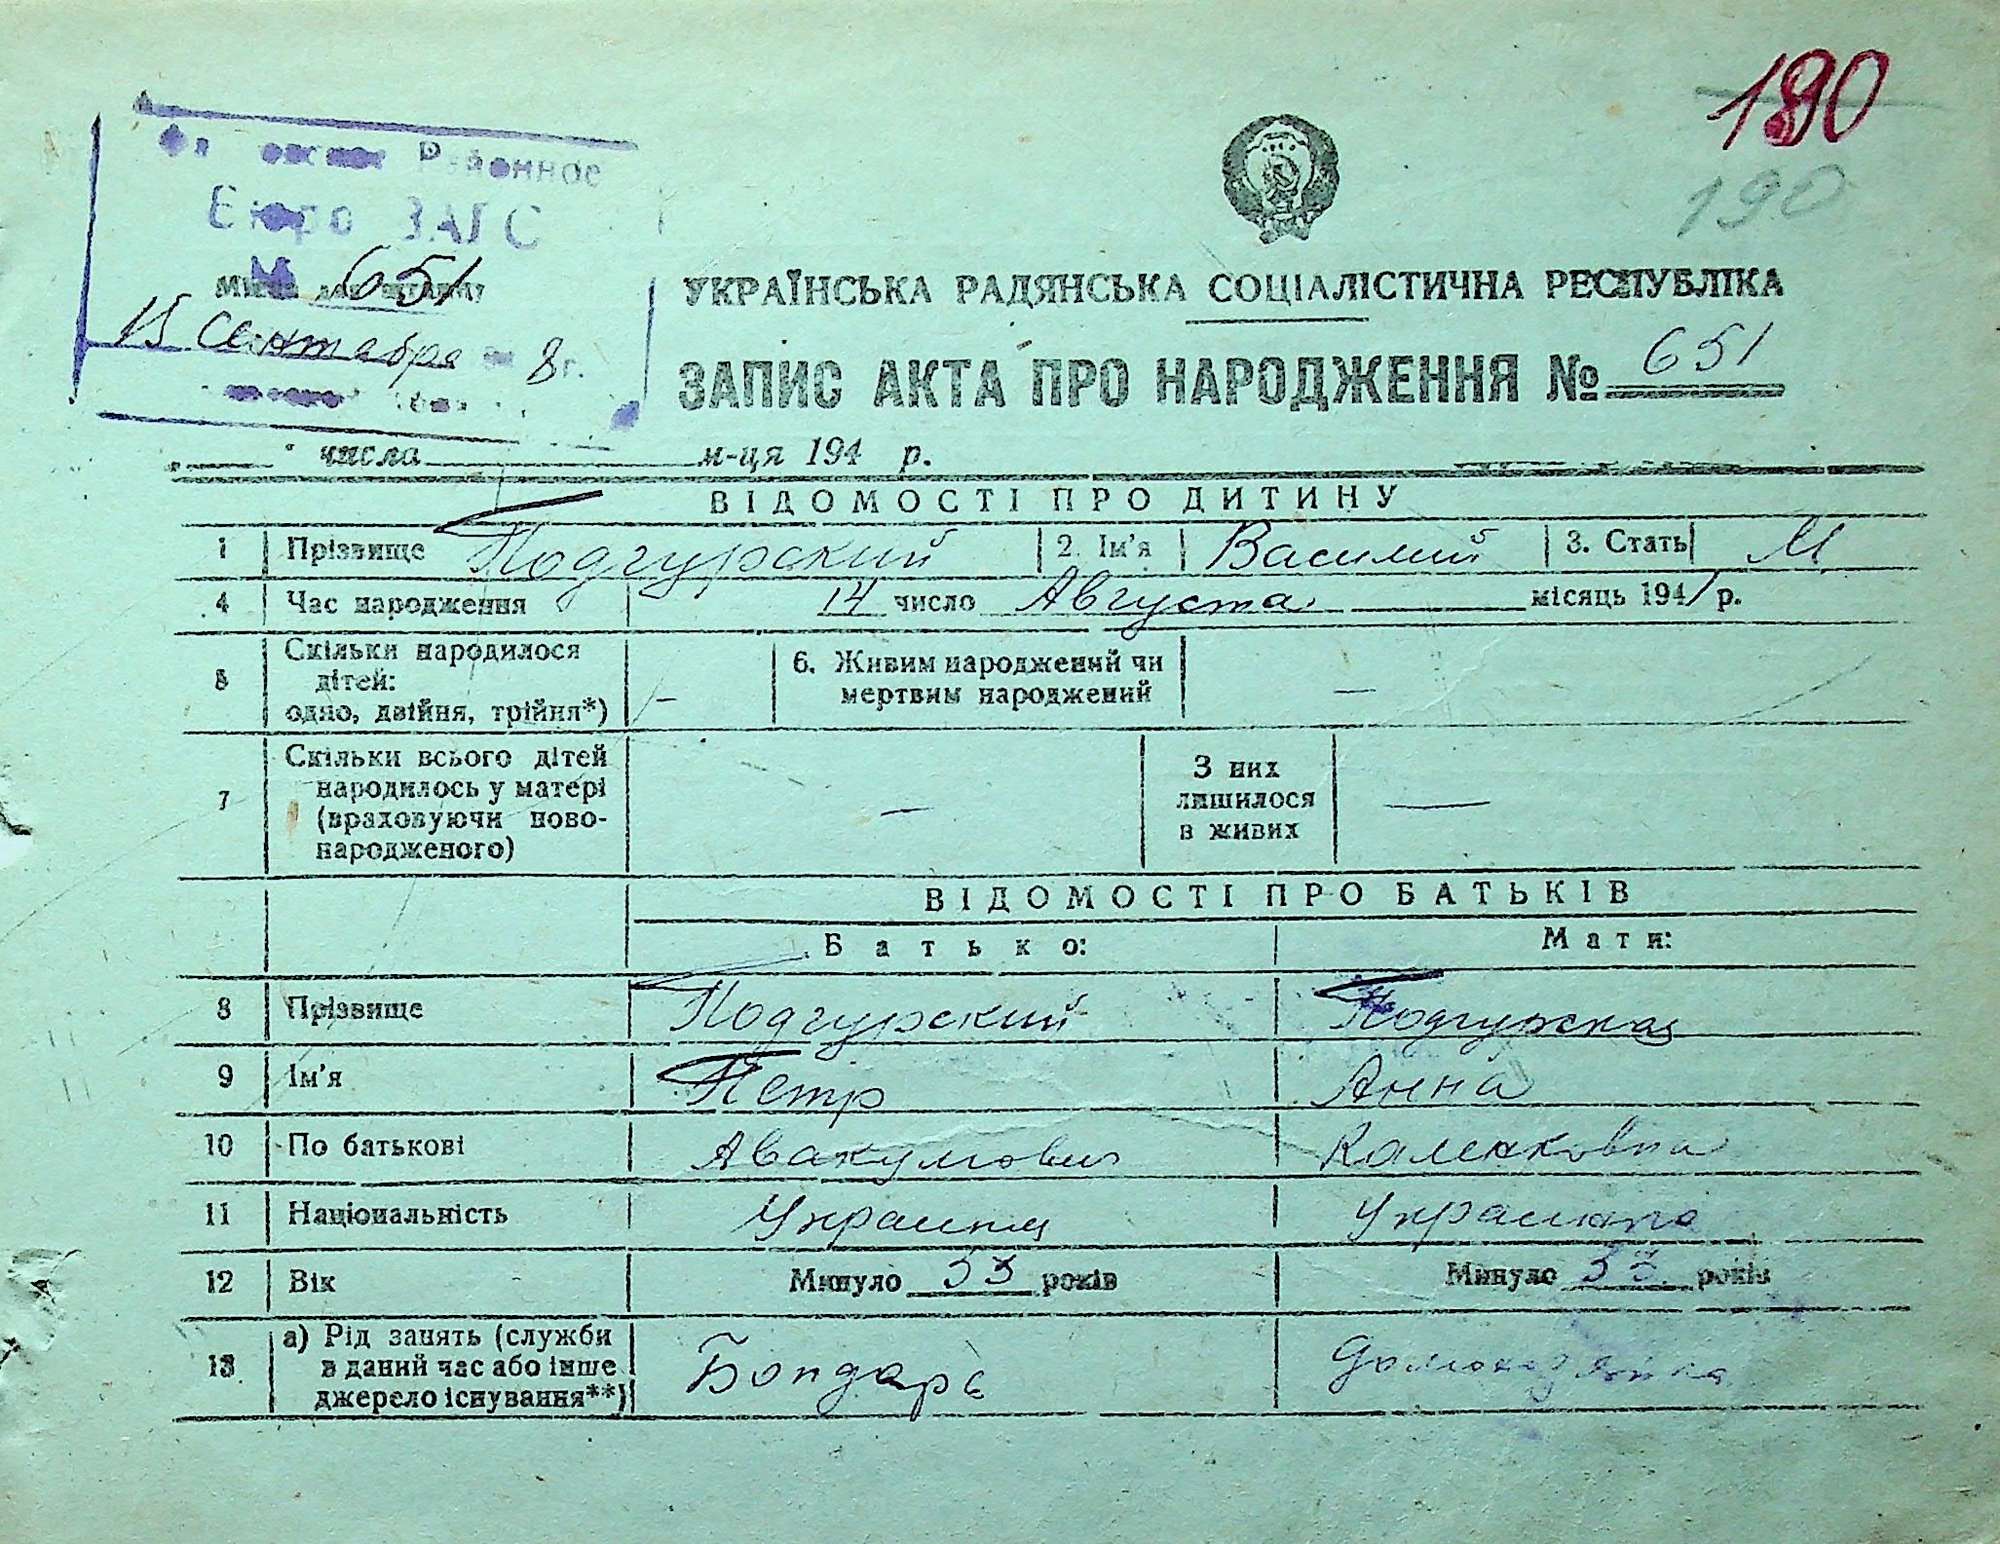 190
190
Районное
Бюро ЗАГС
651
15 Сентября 8 г.
УКРАЇНСЬКА РАДЯНСЬКА СОЦІАЛІСТИЧНА РЕСПУБЛІКА
ЗАПИС АКТА ПРО НАРОДЖЕННЯ № 651
числа м-ця 194 р.
ВІДОМОСТІ ПРО ДИТИНУ
1 Прізвище Подгурский 2. Ім'я Василий 3. Стать М
4 Час народження 14 число Августа місяць 1941 р.
5 Скільки народилося дітей: одно, двійня, трійня*) — 6. Живим народжений чи мертвим народжений —
7 Скільки всього дітей народилось у матері (враховуючи новонародженого) — З них лишилося в живих —
ВІДОМОСТІ ПРО БАТЬКІВ
Батько: Мати:
8 Прізвище Подгурский Подгурская
9 Ім'я Петр Анна
10 По батькові Авакумович
11 Національність Украинец Украинка
12 Вік Минуло 33 років Минуло 33 років
13 а) Рід занять (служби в даний час або інше джерело існування**) Бондарь Домохозяйка